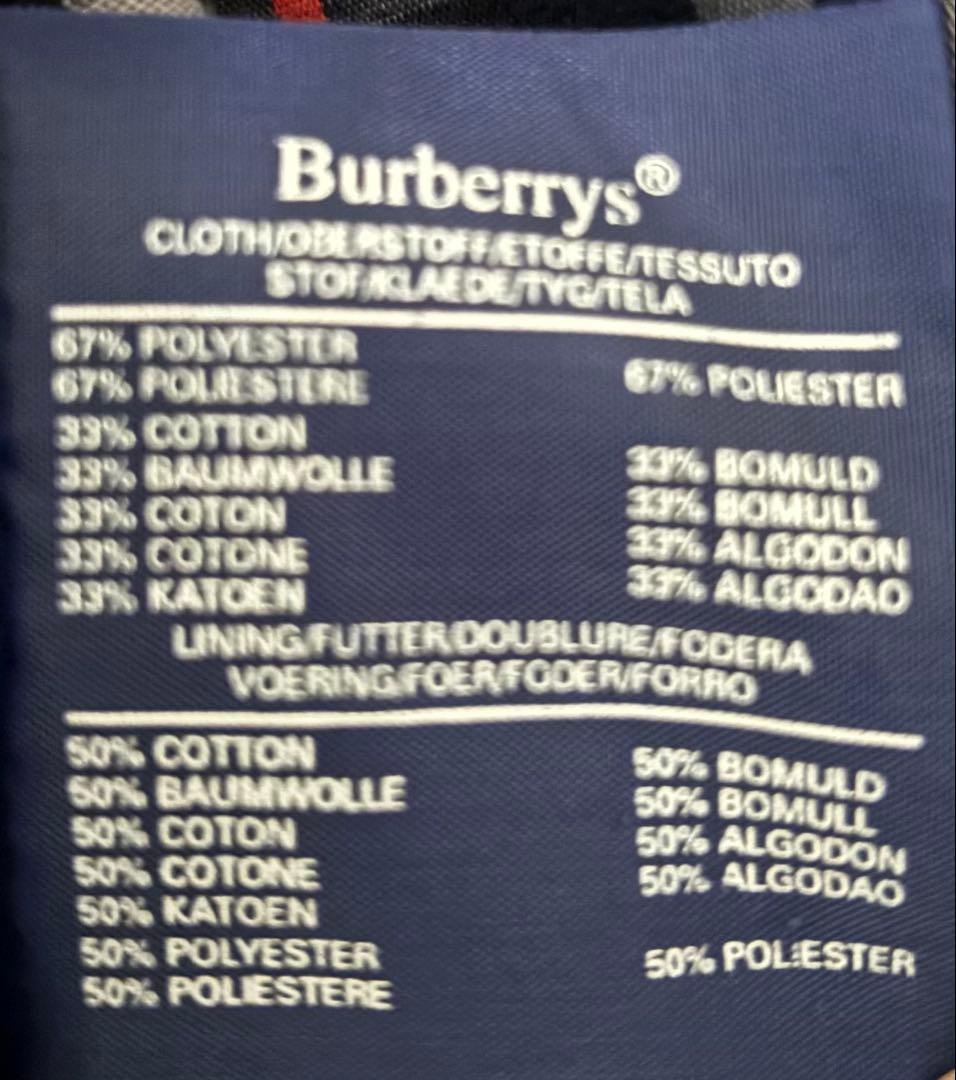 Burberrys®
CLOTH/OBERSTOFF/ETOFFE/TESSUTO
STOF/KLAEDE/TYG/TELA
67% POLYESTER
67% POLIESTERE
67% POLIESTER
33% COTTON
33% BAUMWOLLE
33% COTON
33% COTONE
33% KATOEN
33% BOMULD
33% BOMULL
33% ALGODON
33% ALGODAO
LINING/FUTTER/DOUBLURE/FODERA
VOERING/FOER/FODER/FORRO
50% COTTON
50% BAUMWOLLE
50% COTON
50% COTONE
50% KATOEN
50% POLYESTER
50% POLIESTERE
50% BOMULD
50% BOMULL
50% ALGODON
50% ALGODAO
50% POLIESTER